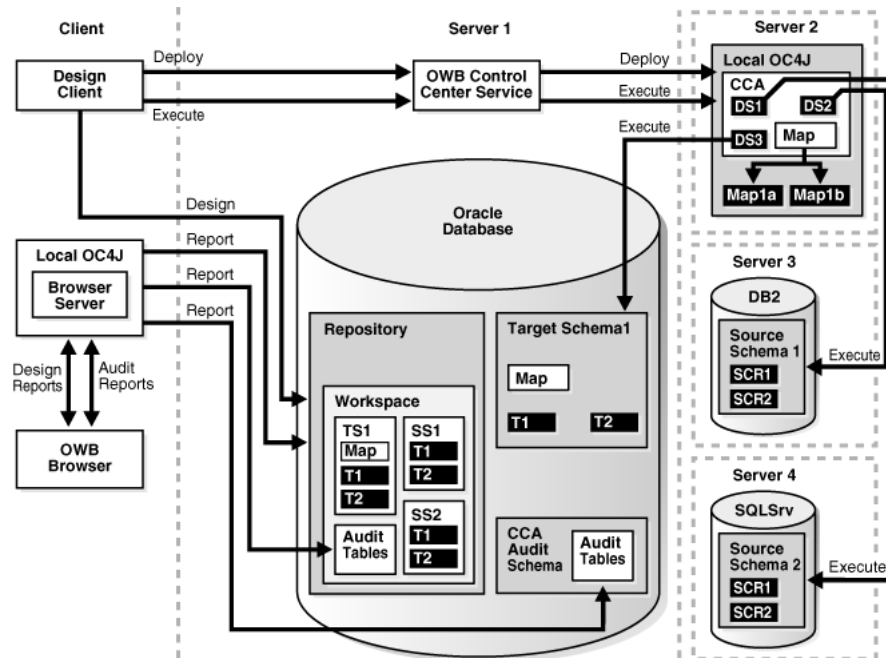 Client
Server 1
Server 2
Design
Client
Deploy
Execute
OWB Control
Center Service
Deploy
Execute
Execute
Local OC4J
CCA
DS1
DS2
DS3
Map
Map1a
Map1b
Design
Report
Report
Report
Local OC4J
Browser
Server
Design
Reports
Audit
Reports
OWB
Browser
Oracle
Database
Repository
Workspace
TS1
Map
T1
T2
SS1
T1
T2
SS2
T1
T2
Audit
Tables
Target Schema1
Map
T1
T2
CCA
Audit
Schema
Audit
Tables
Server 3
DB2
Source
Schema 1
SCR1
SCR2
Execute
Server 4
SQLSrv
Source
Schema 2
SCR1
SCR2
Execute